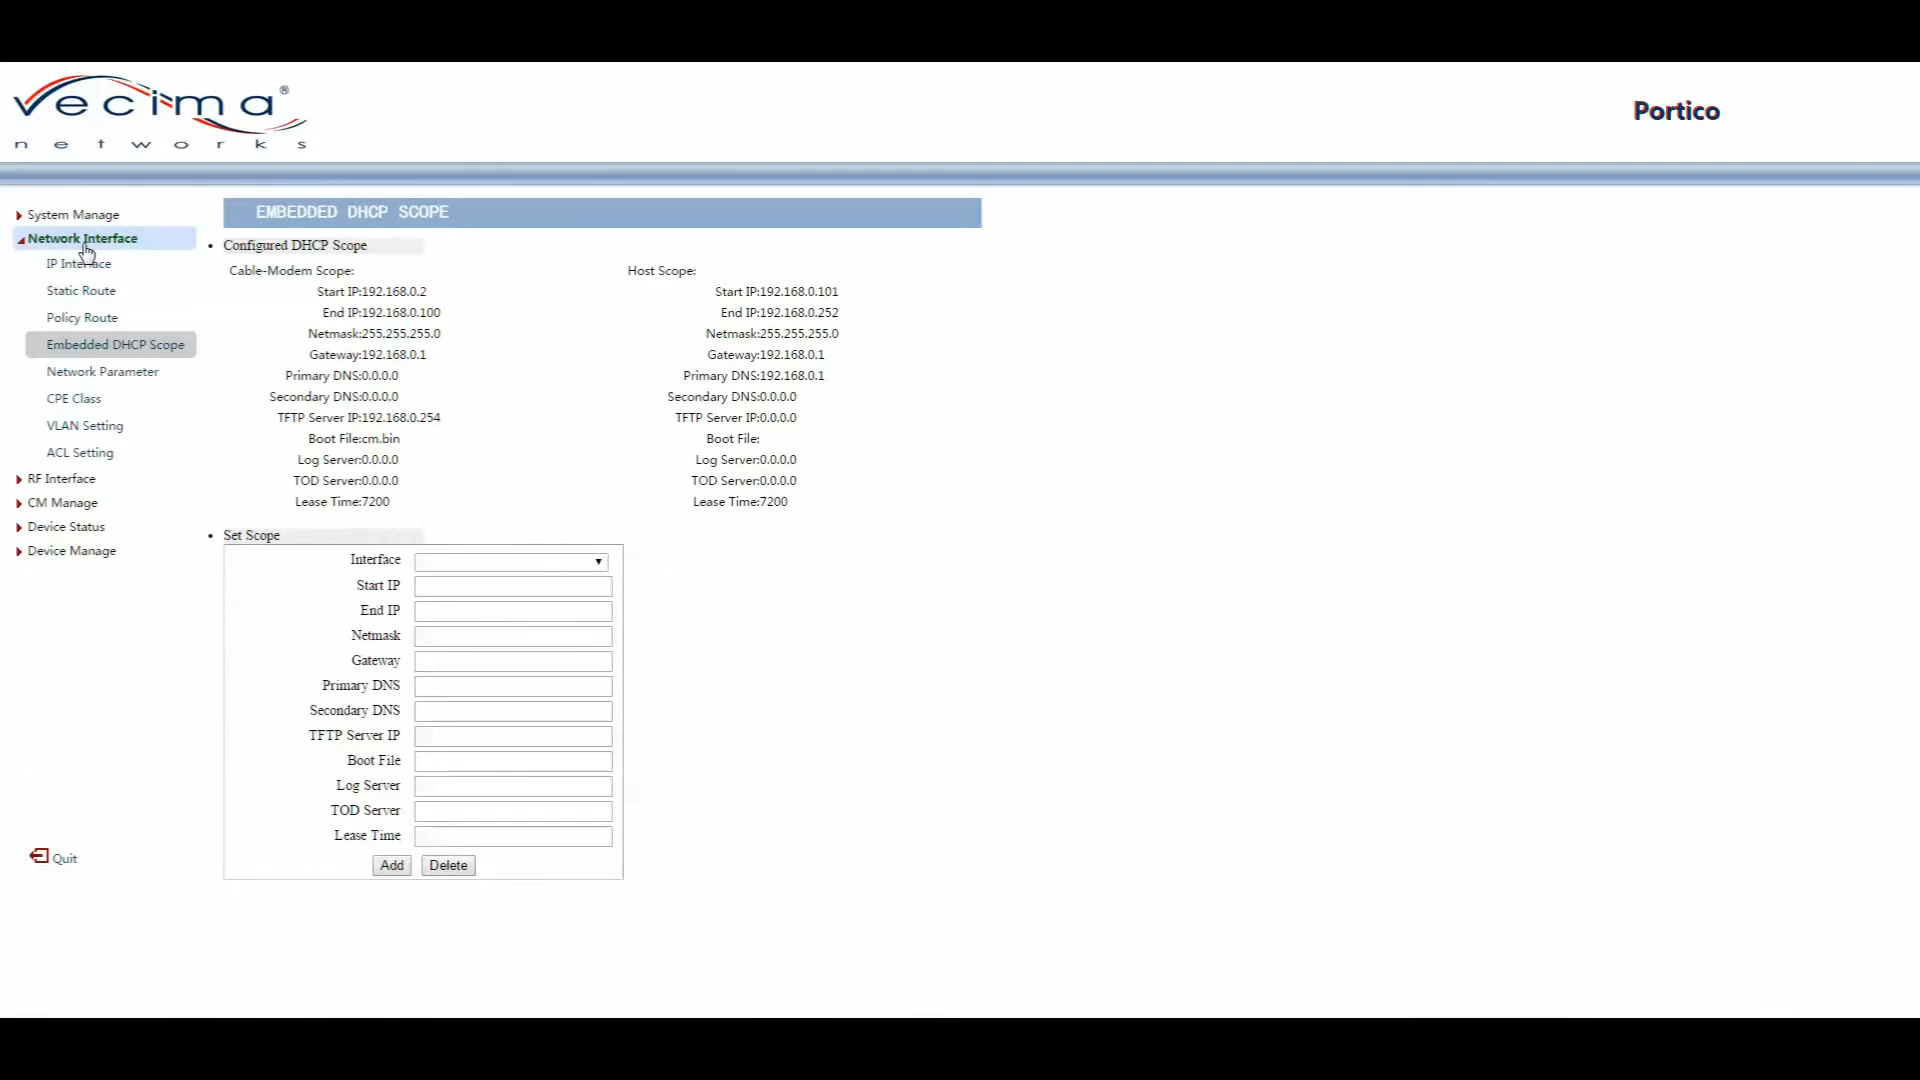 vecima®
networks
Portico
System Manage
Network Interface
IP Interface
Static Route
Policy Route
Embedded DHCP Scope
Network Parameter
CPE Class
VLAN Setting
ACL Setting
RF Interface
CM Manage
Device Status
Device Manage
Quit
EMBEDDED DHCP SCOPE
Configured DHCP Scope
Cable-Modem Scope:
Start IP:192.168.0.2
End IP:192.168.0.100
Netmask:255.255.255.0
Gateway:192.168.0.1
Primary DNS:0.0.0.0
Secondary DNS:0.0.0.0
TFTP Server IP:192.168.0.254
Boot File:cm.bin
Log Server:0.0.0.0
TOD Server:0.0.0.0
Lease Time:7200
Host Scope:
Start IP:192.168.0.101
End IP:192.168.0.252
Netmask:255.255.255.0
Gateway:192.168.0.1
Primary DNS:192.168.0.1
Secondary DNS:0.0.0.0
TFTP Server IP:0.0.0.0
Boot File:
Log Server:0.0.0.0
TOD Server:0.0.0.0
Lease Time:7200
Set Scope
Interface
Start IP
End IP
Netmask
Gateway
Primary DNS
Secondary DNS
TFTP Server IP
Boot File
Log Server
TOD Server
Lease Time
Add Delete